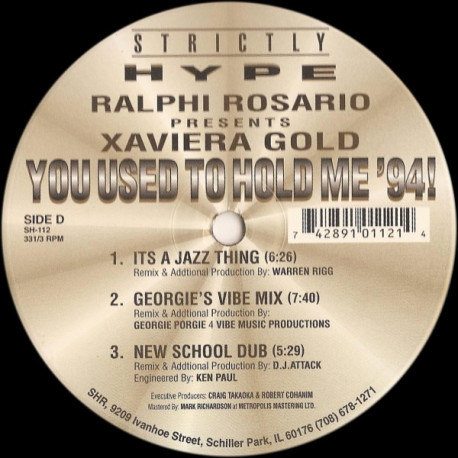 STRICTLY
HYPE
RALPHI ROSARIO
PRESENTS
XAVIERA GOLD
YOU USED TO HOLD ME '94!
SIDE D
SH-112
331/3 RPM
7 42891 01121 4
1. ITS A JAZZ THING (6:26)
Remix & Addtional Production By: WARREN RIGG
2. GEORGIE'S VIBE MIX (7:40)
Remix & Addtional Production By:
GEORGIE PORGIE 4 VIBE MUSIC PRODUCTIONS
3. NEW SCHOOL DUB (5:29)
Remix & Addtional Production By: D.J.ATTACK
Engineered By: KEN PAUL
Executive Producers: CRAIG TAKAOKA & ROBERT COHANIM
Mastered By: MARK RICHARDSON at METROPOLIS MASTERING LTD.
SHR, 9209 Ivanhoe Street, Schiller Park, IL 60176 (708) 678-1271